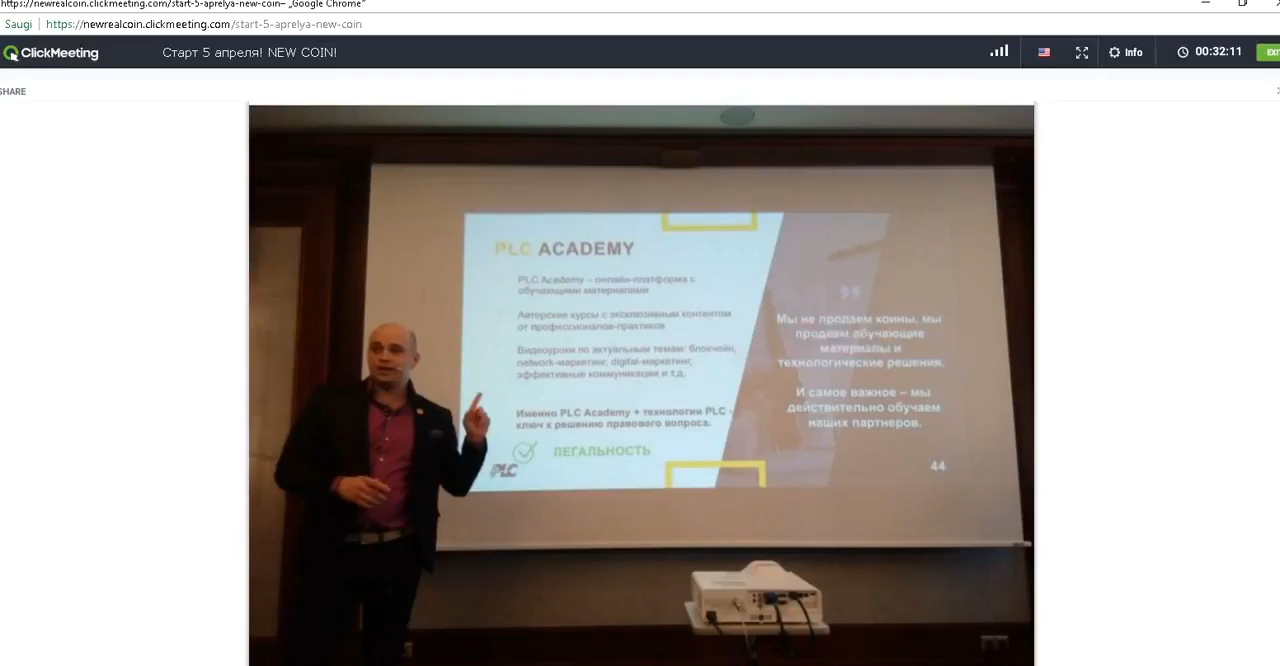 https://newrealcoin.clickmeeting.com/start-5-aprelya-new-coin– „Google Chrome“
Saugi | https://newrealcoin.clickmeeting.com/start-5-aprelya-new-coin
ClickMeeting
Старт 5 апреля! NEW COIN!
Info
00:32:11
EXI
SHARE
PLC ACADEMY
PLC Academy – онлайн-платформа с
обучающими материалами
Авторские курсы с эксклюзивным контентом
от профессионалов-практиков
Видеоуроки по актуальным темам: блокчейн,
network-маркетинг, digital-маркетинг,
эффективные коммуникации и т.д.
Именно PLC Academy + технологии PLC -
ключ к решению правового вопроса.
ЛЕГАЛЬНОСТЬ
PLC
Мы не продаем коины, мы
продаем обучающие
материалы и
технологические решения.
И самое важное – мы
действительно обучаем
наших партнеров.
44